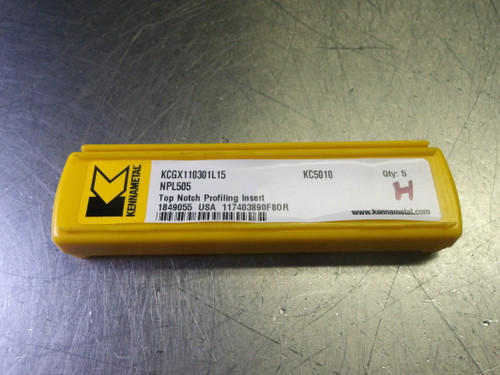 KENNAMETAL
KCGX110301L15 KC5010 Qty: 5
NPL505
H
Top Notch Profiling Insert
1849055 USA 117403890F80R www.kennametal.com